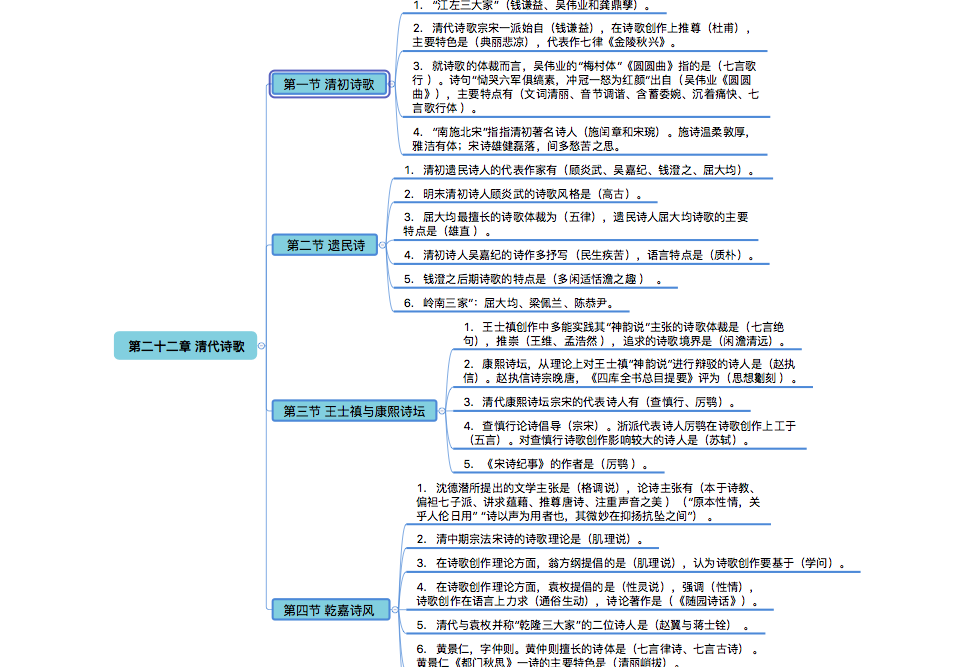 第二十二章 清代诗歌
第一节 清初诗歌
1. “江左三大家”（钱谦益、吴伟业和龚鼎孳）。
2. 清代诗歌宗宋一派始自（钱谦益），在诗歌创作上推尊（杜甫），
主要特色是（典丽悲凉），代表作七律《金陵秋兴》。
3. 就诗歌的体裁而言，吴伟业的“梅村体”《圆圆曲》指的是（七言歌
行 ）。诗句“恸哭六军俱缟素，冲冠一怒为红颜”出自（吴伟业《圆圆
曲》），主要特点有（文词清丽、音节调谐、含蓄委婉、沉着痛快、七
言歌行体 ）。
4. “南施北宋”指指清初著名诗人（施闰章和宋琬）。施诗温柔敦厚，
雅洁有体；宋诗雄健磊落，间多愁苦之思。
第二节 遗民诗
1. 清初遗民诗人的代表作家有（顾炎武、吴嘉纪、钱澄之、屈大均）。
2. 明末清初诗人顾炎武的诗歌风格是（高古）。
3. 屈大均最擅长的诗歌体裁为（五律），遗民诗人屈大均诗歌的主要
特点是（雄直 ）。
4. 清初诗人吴嘉纪的诗作多抒写（民生疾苦），语言特点是（质朴）。
5. 钱澄之后期诗歌的特点是（多闲适恬澹之趣 ） 。
6. 岭南三家”：屈大均、梁佩兰、陈恭尹。
第三节 王士禛与康熙诗坛
1. 王士禛创作中多能实践其“神韵说”主张的诗歌体裁是（七言绝
句），推崇（王维、孟浩然 ），追求的诗歌境界是（闲澹清远）。
2. 康熙诗坛，从理论上对王士禛“神韵说”进行辩驳的诗人是（赵执
信）。赵执信诗宗晚唐，《四库全书总目提要》评为（思想劖刻 ）。
3. 清代康熙诗坛宗宋的代表诗人有（查慎行、厉鹗）。
4. 查慎行论诗倡导（宗宋）。浙派代表诗人厉鹗在诗歌创作上工于
（五言）。对查慎行诗歌创作影响较大的诗人是（苏轼）。
5. 《宋诗纪事》的作者是（厉鹗 ）。
第四节 乾嘉诗风
1. 沈德潜所提出的文学主张是（格调说），论诗主张有（本于诗教、
偏袒七子派、讲求蕴藉、推尊唐诗、注重声音之美 ）（“原本性情，关
乎人伦日用” “诗以声为用者也，其微妙在抑扬抗坠之间”） 。
2. 清中期宗法宋诗的诗歌理论是（肌理说）。
3. 在诗歌创作理论方面，翁方纲提倡的是（肌理说），认为诗歌创作要基于（学问）。
4. 在诗歌创作理论方面，袁枚提倡的是（性灵说），强调（性情），
诗歌创作在语言上力求（通俗生动），诗论著作是（《随园诗话》）。
5. 清代与袁枚并称“乾隆三大家”的二位诗人是（赵翼与蒋士铨） 。
6. 黄景仁，字仲则。黄仲则擅长的诗体是（七言律诗、七言古诗） 。
黄景仁《都门秋思》一诗的主要特色是（清丽峭拔）。